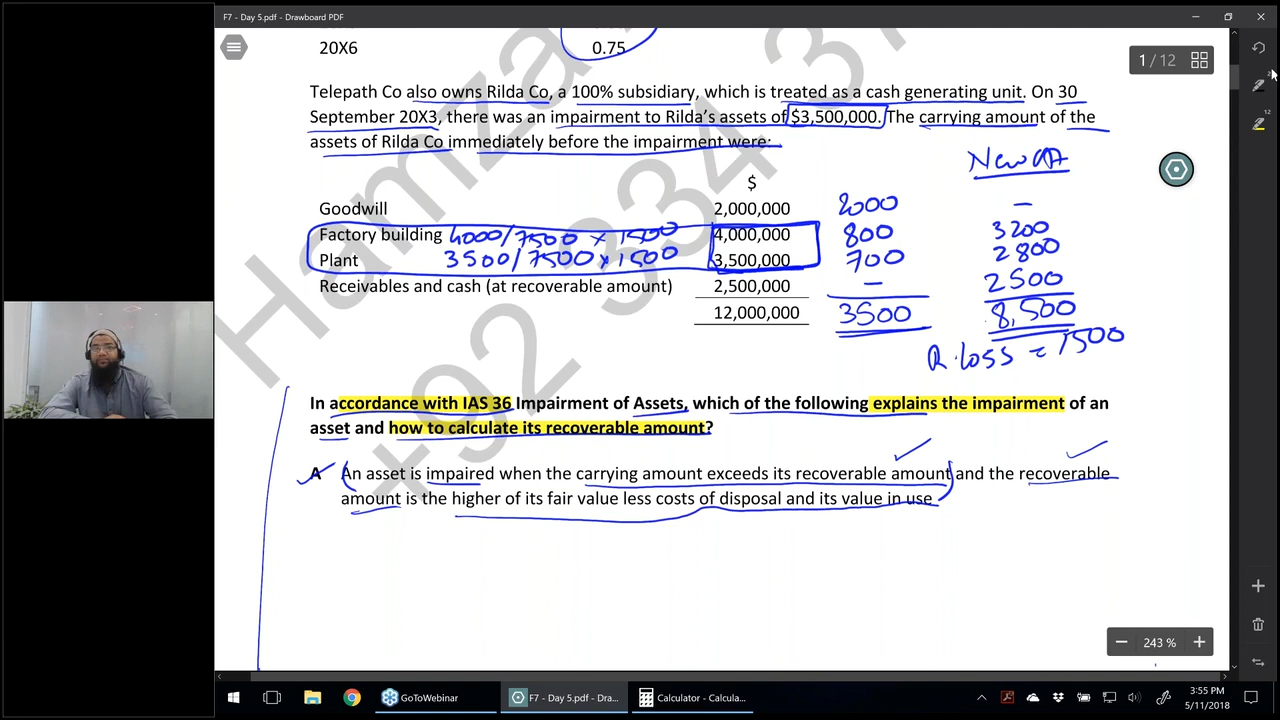 F7 - Day 5.pdf - Drawboard PDF
20X6 0.75
1 / 12
Telepath Co also owns Rilda Co, a 100% subsidiary, which is treated as a cash generating unit. On 30
September 20X3, there was an impairment to Rilda's assets of $3,500,000. The carrying amount of the
assets of Rilda Co immediately before the impairment were:
New CA
$
Goodwill 2,000,000 2000 –
Factory building 4000/7500 × 1500 4,000,000 800 3200
Plant 3500/7500 × 1500 3,500,000 700 2800
Receivables and cash (at recoverable amount) 2,500,000 – 2500
12,000,000 3500 8,500
R.loss = 1500
In accordance with IAS 36 Impairment of Assets, which of the following explains the impairment of an
asset and how to calculate its recoverable amount?
A An asset is impaired when the carrying amount exceeds its recoverable amount and the recoverable
amount is the higher of its fair value less costs of disposal and its value in use
Hamza
+92 334 3
243 %
GoToWebinar
F7 - Day 5.pdf - Dra...
Calculator - Calcula...
3:55 PM
5/11/2018